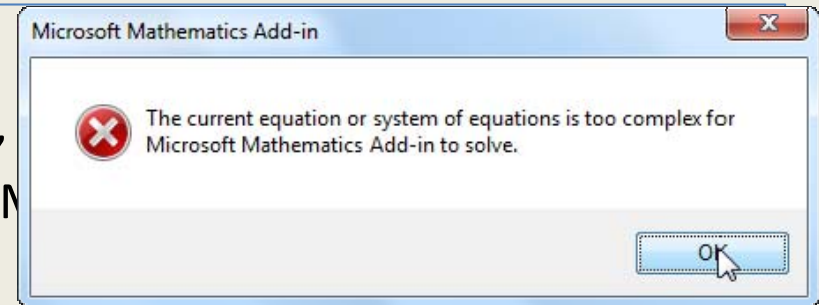 Microsoft Mathematics Add-in
The current equation or system of equations is too complex for
Microsoft Mathematics Add-in to solve.
OK